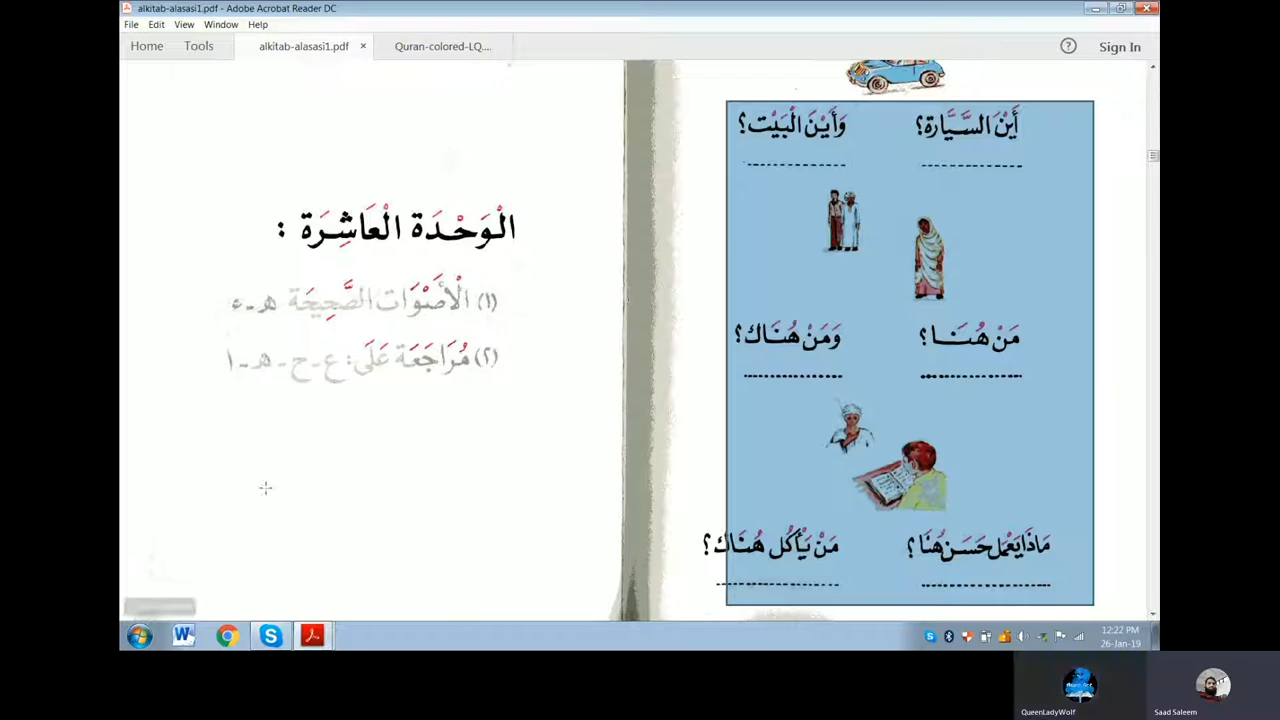 alkitab-alasasi1.pdf - Adobe Acrobat Reader DC
File Edit View Window Help
Home Tools alkitab-alasasi1.pdf × Quran-colored-LQ.... ? Sign In
أَيْنَ السَّيَّارة؟ وَأَيْنَ الْبَيْت؟
مَنْ هُنَــا؟ وَمَنْ هُنَاك؟
مَاذَا يَعْمَل حَسَن هُنَا؟ مَنْ يَأْكُل هُنَاك؟
الْوَحْدَة الْعَاشِرَة :
(١) الْأَصْوَات الصَّحِيحَة هـ - ء
(٢) مُرَاجَعَة عَلَى: ع - ح - هـ - ا
12:22 PM
26-Jan-19
QueenLadyWolf
Saad Saleem